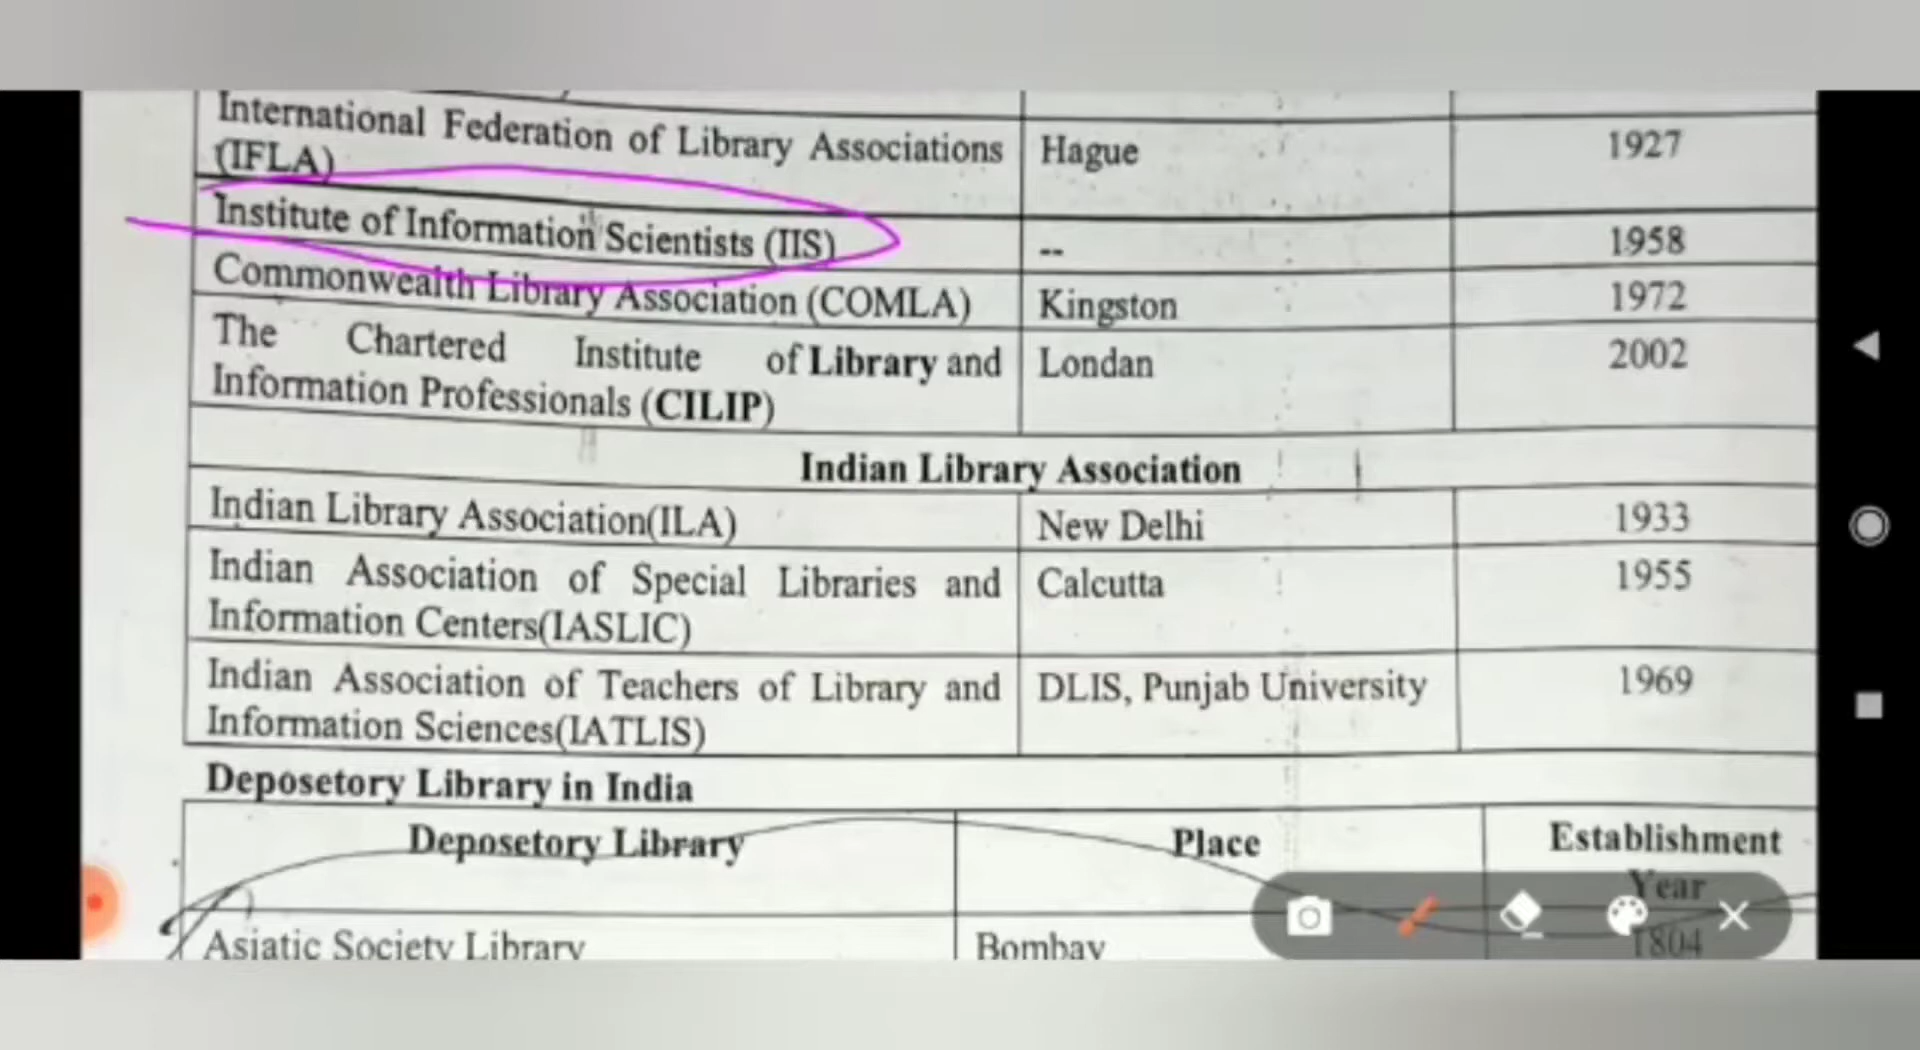 International Federation of Library Associations Hague 1927
(IFLA)
Institute of Information Scientists (IIS) -- 1958
Commonwealth Library Association (COMLA) Kingston 1972
The Chartered Institute of Library and Londan 2002
Information Professionals (CILIP)
Indian Library Association
Indian Library Association(ILA) New Delhi 1933
Indian Association of Special Libraries and Calcutta 1955
Information Centers(IASLIC)
Indian Association of Teachers of Library and DLIS, Punjab University 1969
Information Sciences(IATLIS)
Deposetory Library in India
Deposetory Library Place Establishment
Year
Asiatic Society Library Bombay 1804